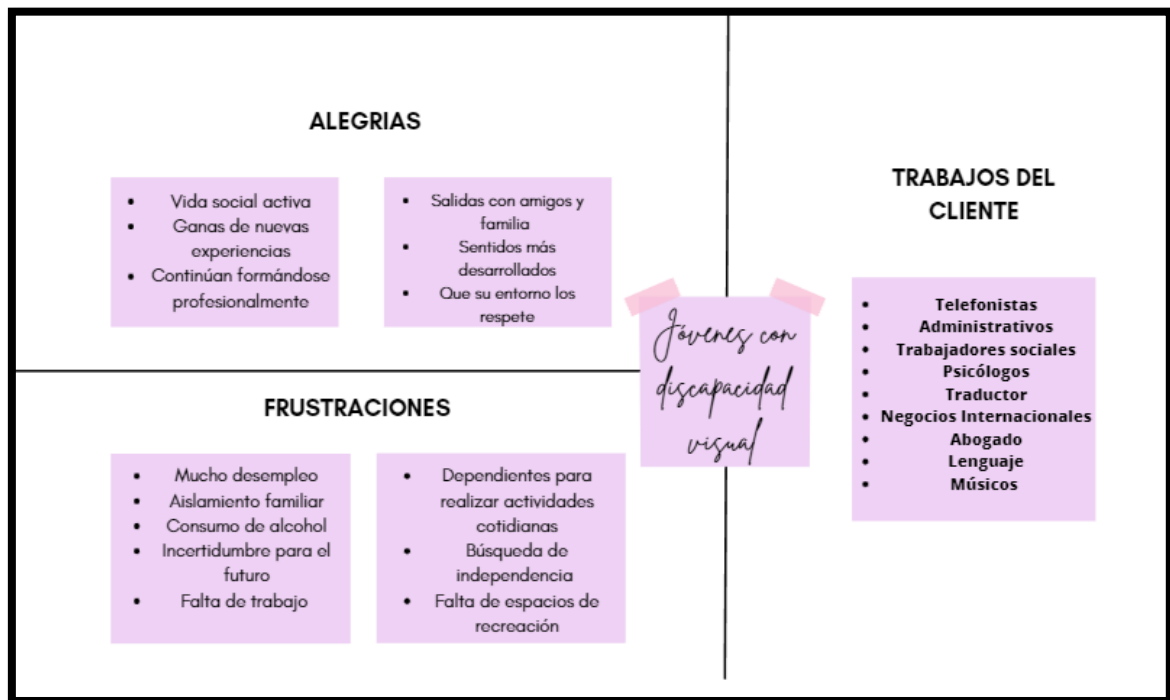 ALEGRIAS
• Vida social activa
• Ganas de nuevas
experiencias
• Continúan formándose
profesionalmente
• Salidas con amigos y
familia
• Sentidos más
desarrollados
• Que su entorno los
respete
FRUSTRACIONES
• Mucho desempleo
• Aislamiento familiar
• Consumo de alcohol
• Incertidumbre para el
futuro
• Falta de trabajo
• Dependientes para
realizar actividades
cotidianas
• Búsqueda de
independencia
• Falta de espacios de
recreación
Jóvenes con
discapacidad
visual
TRABAJOS DEL
CLIENTE
• Telefonistas
• Administrativos
• Trabajadores sociales
• Psicólogos
• Traductor
• Negocios Internacionales
• Abogado
• Lenguaje
• Músicos